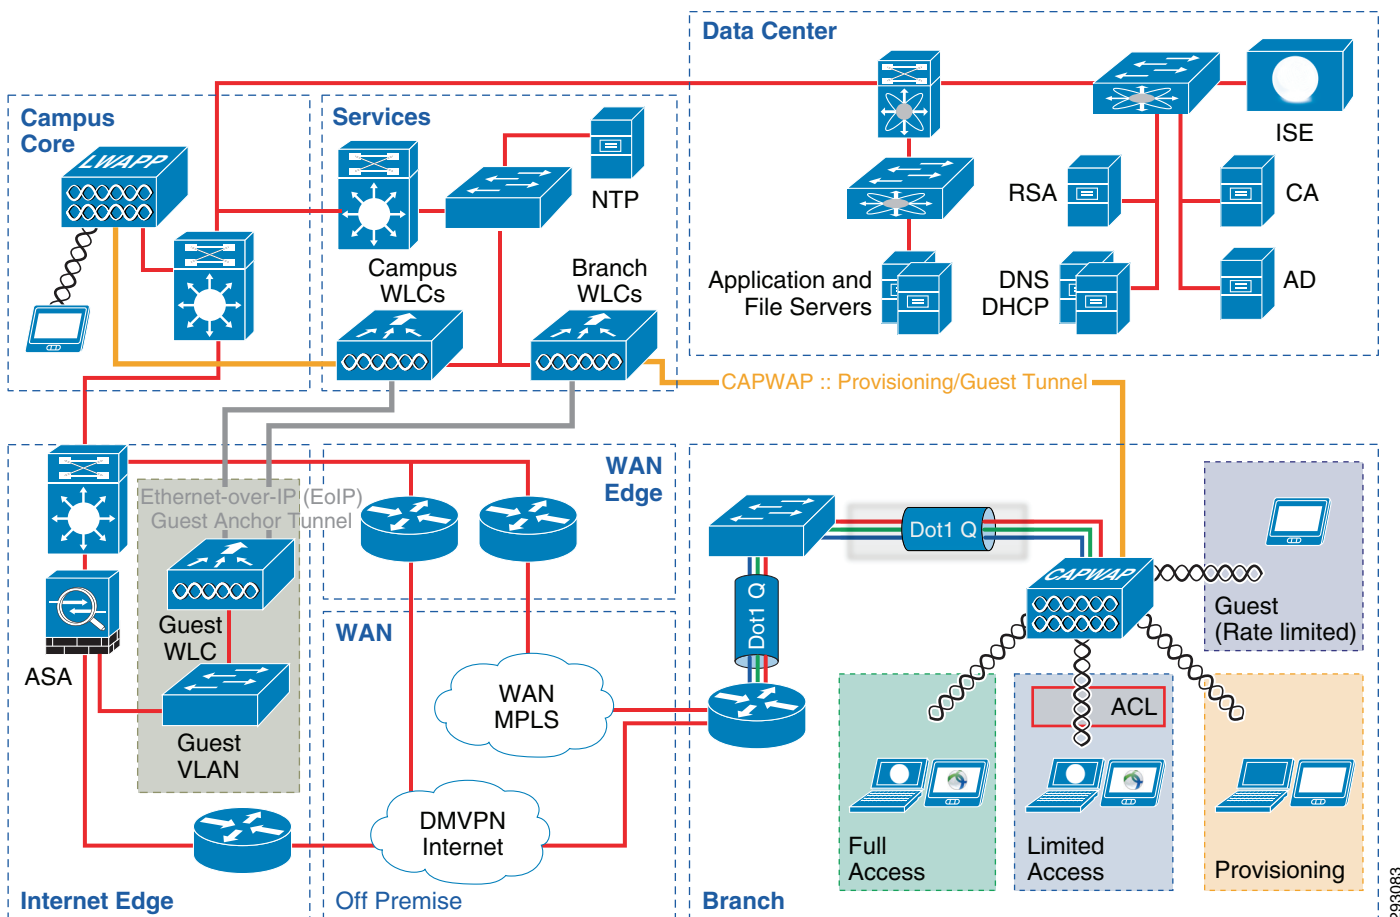 Data Center
ISE
RSA
CA
Application and
File Servers
DNS
DHCP
AD
Campus
Core
LWAPP
Services
NTP
Campus
WLCs
Branch
WLCs
CAPWAP :: Provisioning/Guest Tunnel
WAN
Edge
Ethernet-over-IP (EoIP)
Guest Anchor Tunnel
Guest
WLC
ASA
Guest
VLAN
Internet Edge
WAN
WAN
MPLS
DMVPN
Internet
Off Premise
Dot1 Q
Dot1 Q
CAPWAP
Guest
(Rate limited)
ACL
Full
Access
Limited
Access
Provisioning
Branch
293083